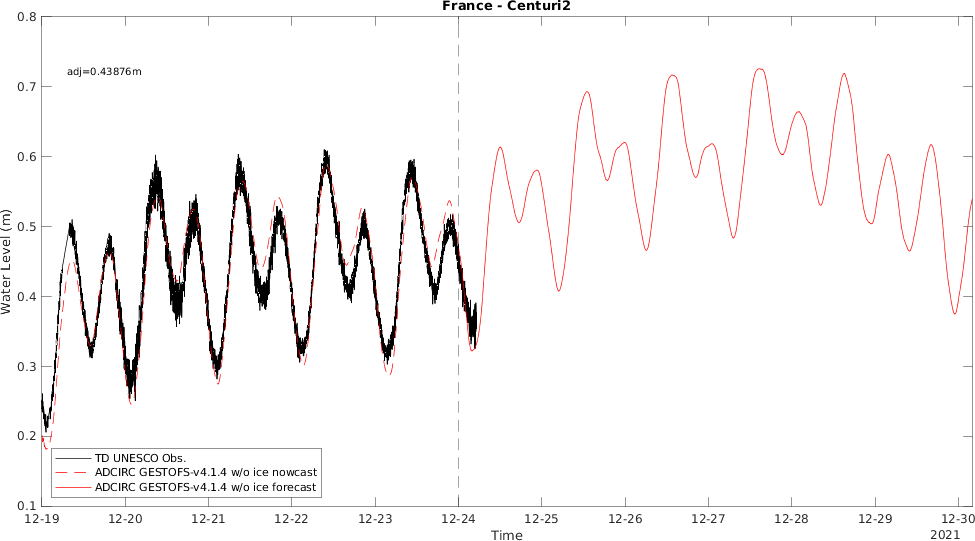 France - Centuri2
adj=0.43876m
Water Level (m)
0.8
0.7
0.6
0.5
0.4
0.3
0.2
0.1
TD UNESCO Obs.
ADCIRC GESTOFS-v4.1.4 w/o ice nowcast
ADCIRC GESTOFS-v4.1.4 w/o ice forecast
12-19 12-20 12-21 12-22 12-23 12-24 12-25 12-26 12-27 12-28 12-29 12-30
Time
2021